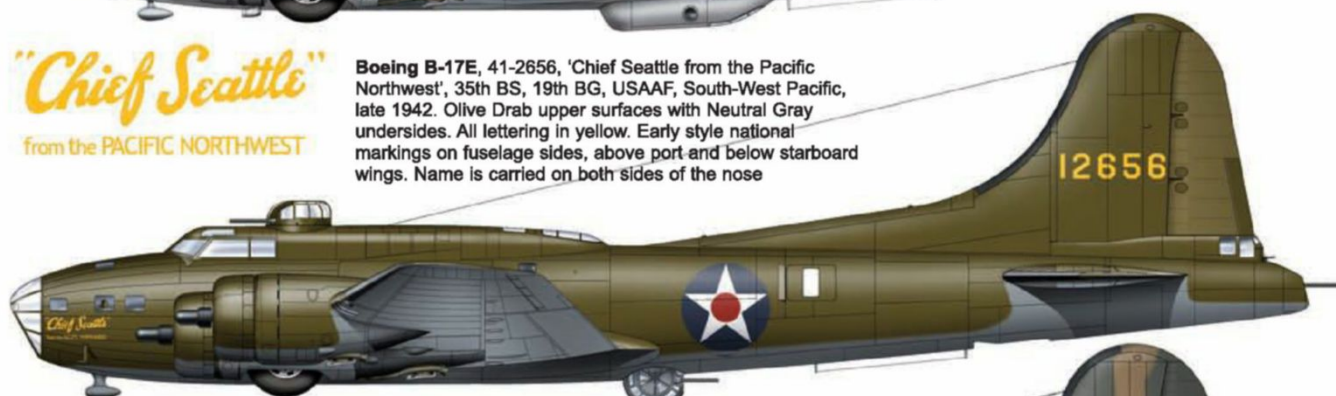 "Chief Seattle"
from the PACIFIC NORTHWEST
Boeing B-17E, 41-2656, 'Chief Seattle from the Pacific
Northwest', 35th BS, 19th BG, USAAF, South-West Pacific,
late 1942. Olive Drab upper surfaces with Neutral Gray
undersides. All lettering in yellow. Early style national
markings on fuselage sides, above port and below starboard
wings. Name is carried on both sides of the nose
12656
"Chief Seattle"